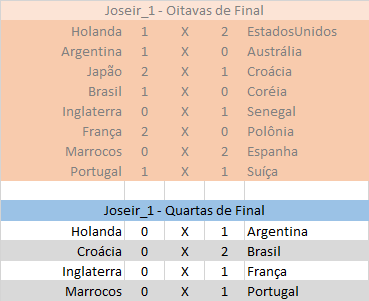 Joseir_1 - Oitavas de Final
Holanda 1 X 2 EstadosUnidos
Argentina 1 X 0 Austrália
Japão 2 X 1 Croácia
Brasil 1 X 0 Coréia
Inglaterra 0 X 1 Senegal
França 2 X 0 Polônia
Marrocos 0 X 2 Espanha
Portugal 1 X 1 Suíça
Joseir_1 - Quartas de Final
Holanda 0 X 1 Argentina
Croácia 0 X 2 Brasil
Inglaterra 0 X 1 França
Marrocos 0 X 1 Portugal